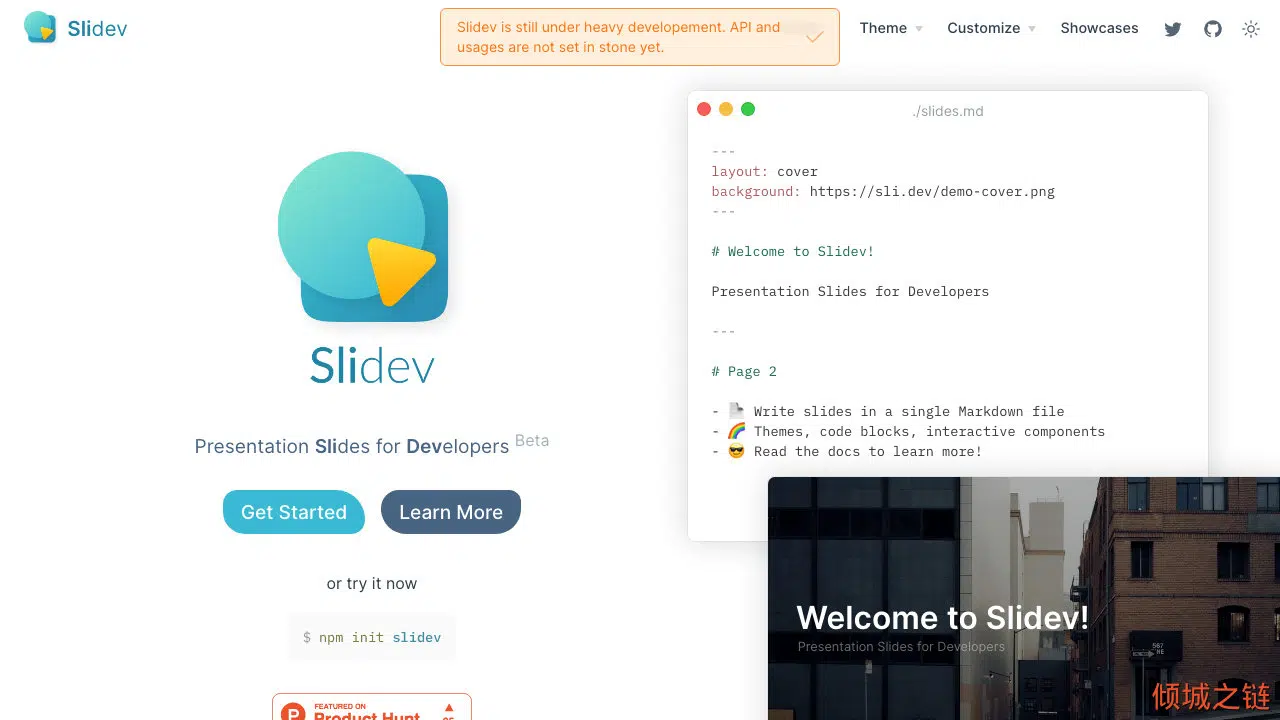 Slidev
Slidev is still under heavy developement. API and
usages are not set in stone yet.
Theme
Customize
Showcases
Slidev
Presentation Slides for Developers Beta
Get Started
Learn More
or try it now
$ npm init slidev
FEATURED ON
Product Hunt
./slides.md
---
layout: cover
background: https://sli.dev/demo-cover.png
---
# Welcome to Slidev!
Presentation Slides for Developers
---
# Page 2
- 📄 Write slides in a single Markdown file
- 🌈 Themes, code blocks, interactive components
- 😎 Read the docs to learn more!
Welcome to Slidev!
Presentation Slides for Developers
倾城之链